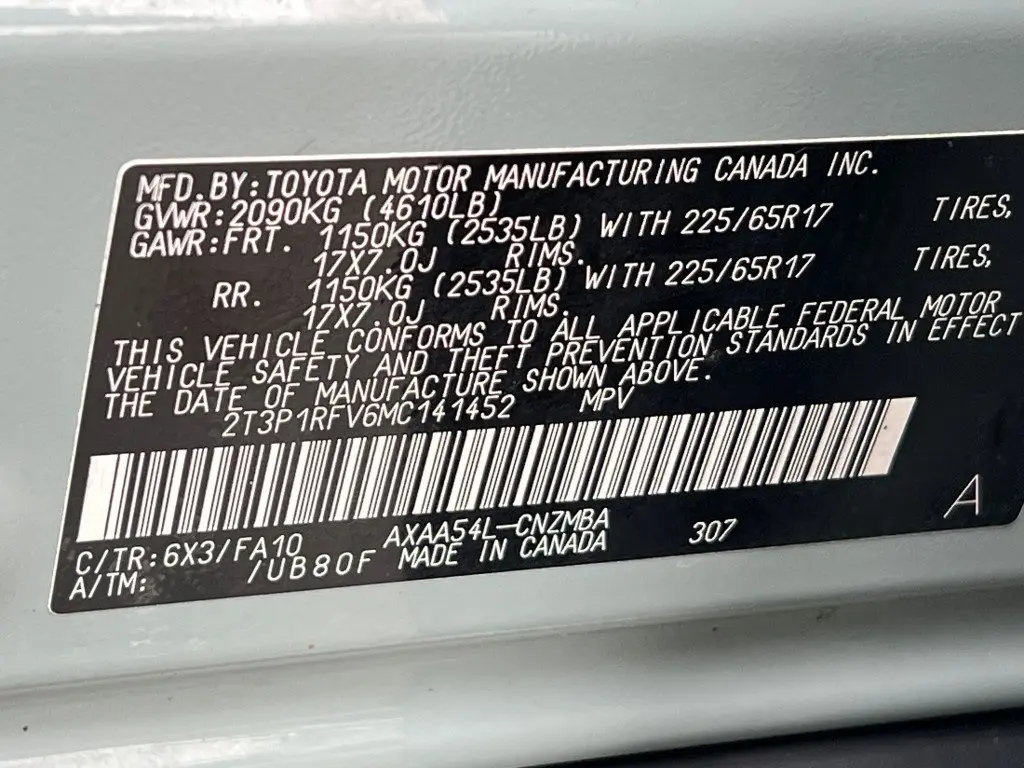 MFD.BY:TOYOTA MOTOR MANUFACTURING CANADA INC.
GVWR:2090KG (4610LB)
GAWR:FRT. 1150KG (2535LB) WITH 225/65R17 TIRES,
17X7.0J RIMS.
RR. 1150KG (2535LB) WITH 225/65R17 TIRES,
17X7.0J RIMS.
THIS VEHICLE CONFORMS TO ALL APPLICABLE FEDERAL MOTOR
VEHICLE SAFETY AND THEFT PREVENTION STANDARDS IN EFFECT
THE DATE OF MANUFACTURE SHOWN ABOVE.
2T3P1RFV6MC141452 MPV
C/TR:6X3/FA10 AXAA54L-CNZMBA 307 A
A/TM: /UB80F MADE IN CANADA